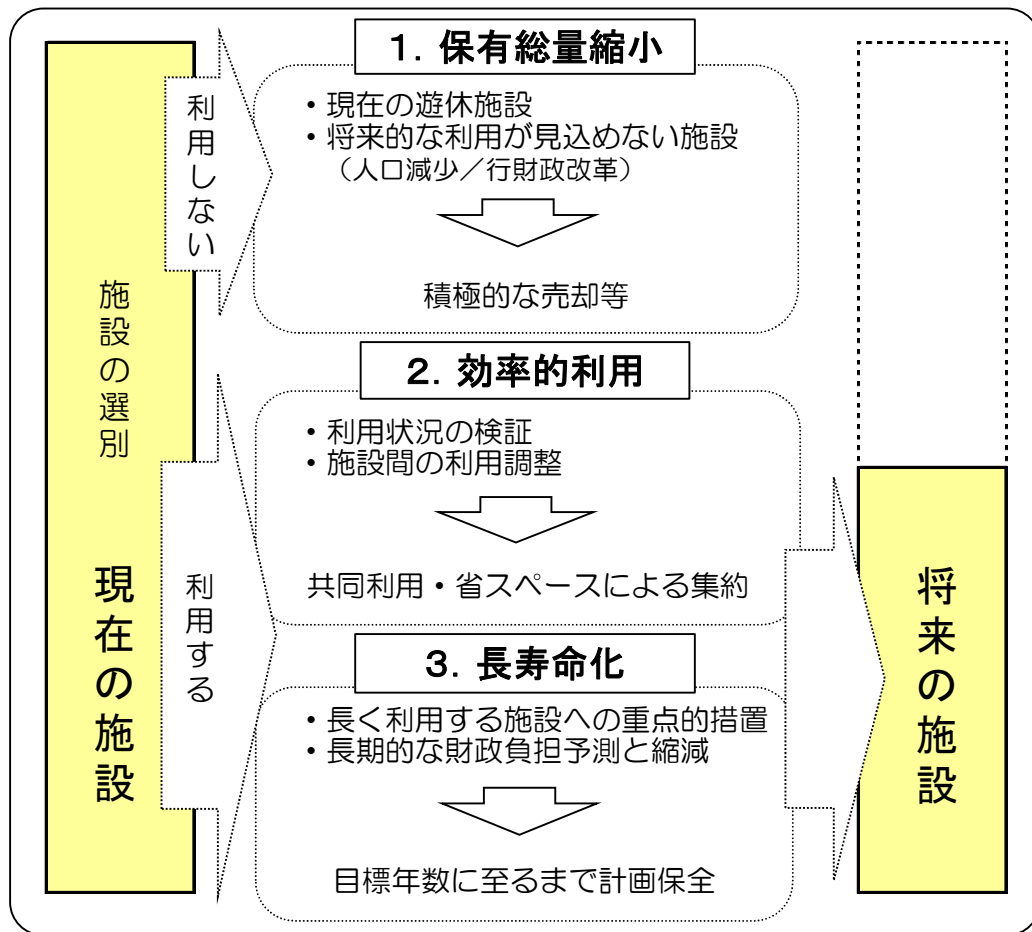 施設の選別
現在の施設
利用しない
利用する
1. 保有総量縮小
・現在の遊休施設
・将来的な利用が見込めない施設
（人口減少／行財政改革）
積極的な売却等
2. 効率的利用
・利用状況の検証
・施設間の利用調整
共同利用・省スペースによる集約
3. 長寿命化
・長く利用する施設への重点的措置
・長期的な財政負担予測と縮減
目標年数に至るまで計画保全
将来の施設